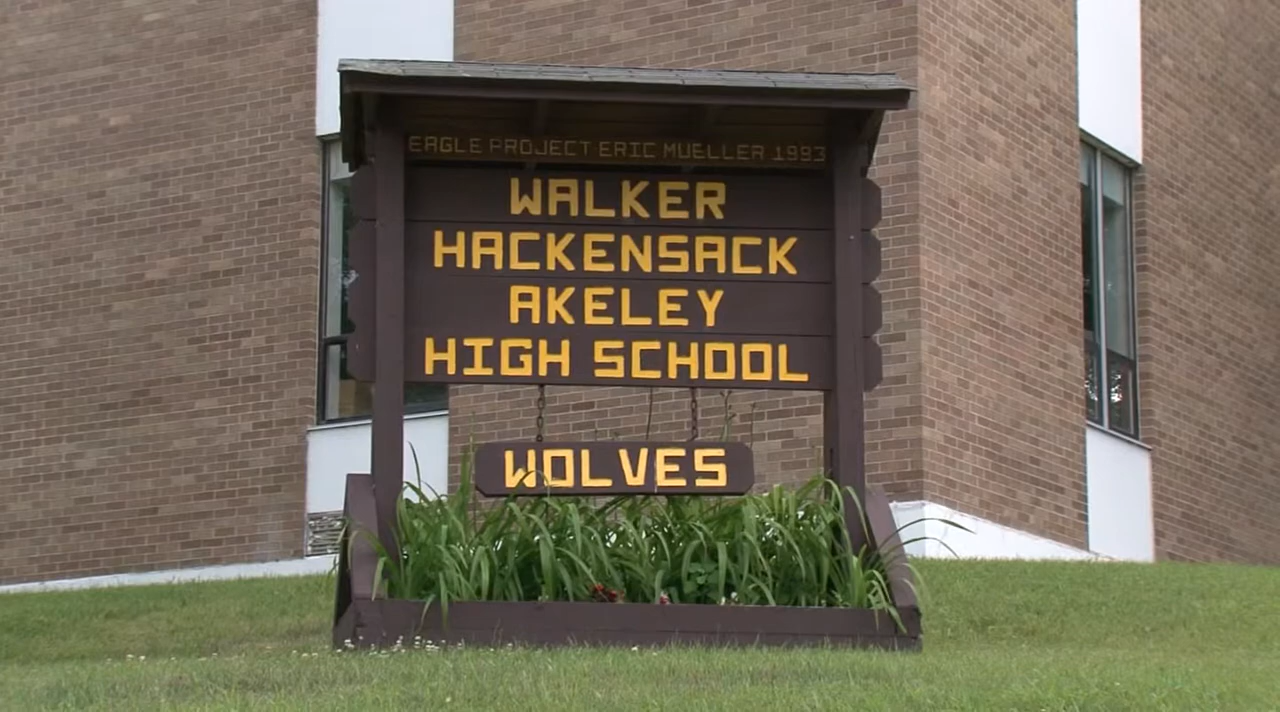 EAGLE PROJECT ERIC MUELLER 1993
WALKER
HACKENSACK
AKELEY
HIGH SCHOOL
WOLVES